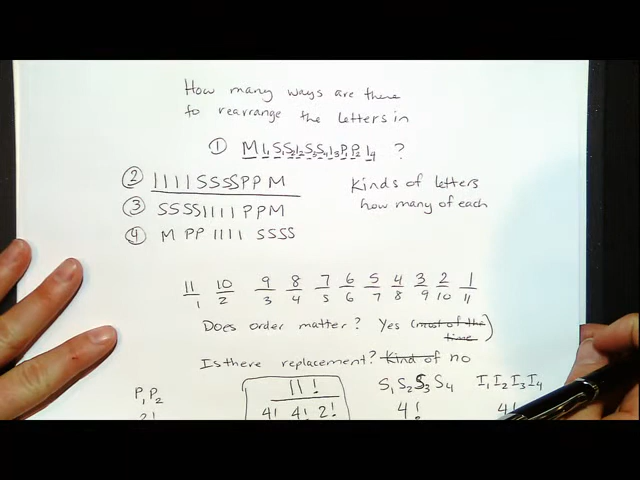 How many ways are there
to rearrange the letters in
① M I₁ S₁ S₂ I₂ S₃ S₄ I₃ P₁ P₂ I₄ ?
② I I I I S S S S P P M
Kinds of letters
③ S S S S I I I I P P M
how many of each
④ M P P I I I I S S S S
11 10 9 8 7 6 5 4 3 2 1
1 2 3 4 5 6 7 8 9 10 11
Does order matter? Yes (most of the time)
Is there replacement? Kind of no
P₁ P₂
2!
11!
4! 4! 2!
S₁ S₂ S₃ S₄
4!
I₁ I₂ I₃ I₄
4!